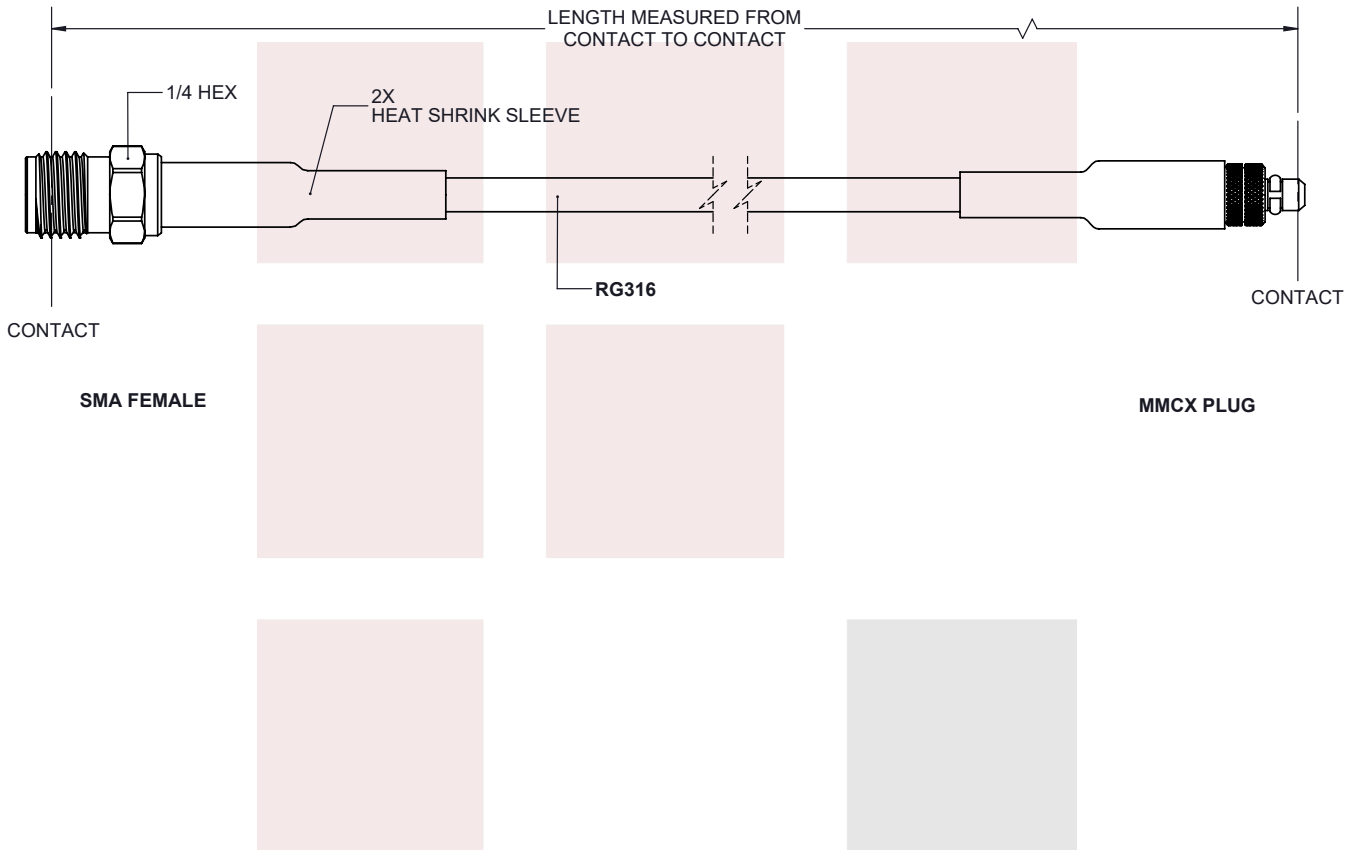 LENGTH MEASURED FROM
CONTACT TO CONTACT
1/4 HEX
2X
HEAT SHRINK SLEEVE
RG316
CONTACT
CONTACT
SMA FEMALE
MMCX PLUG